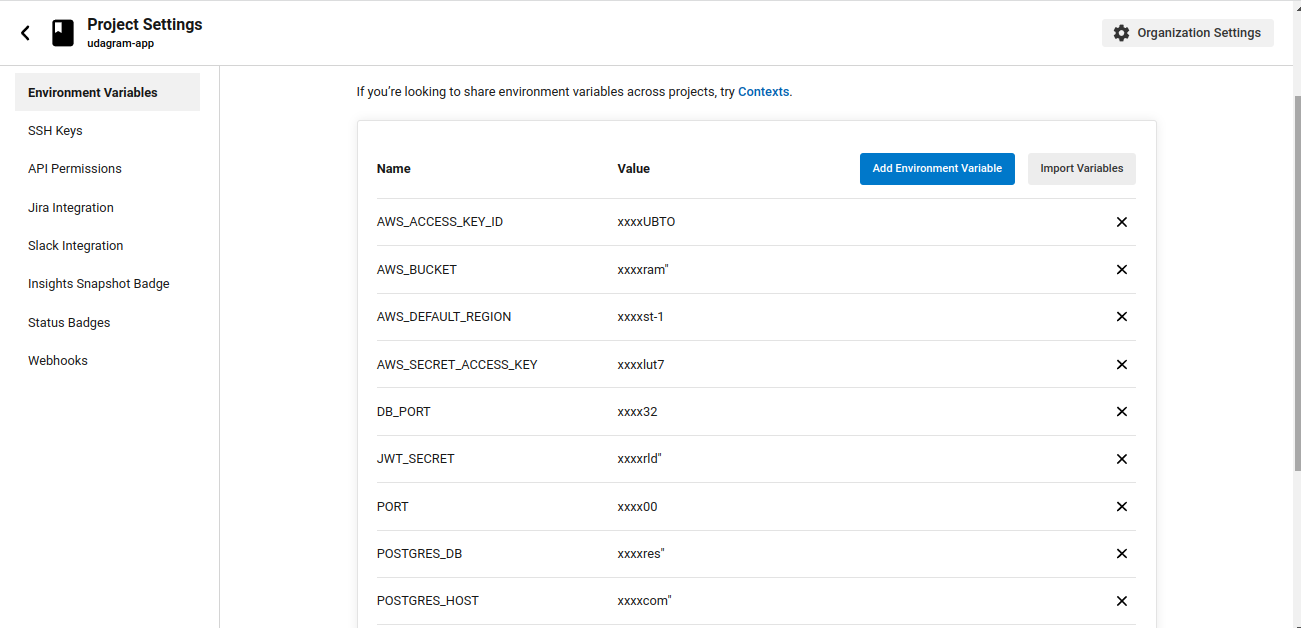 Project Settings
udagram-app
Organization Settings
Environment Variables
SSH Keys
API Permissions
Jira Integration
Slack Integration
Insights Snapshot Badge
Status Badges
Webhooks
If you’re looking to share environment variables across projects, try Contexts.
Name Value Add Environment Variable Import Variables
AWS_ACCESS_KEY_ID xxxxUBTO
AWS_BUCKET xxxxram"
AWS_DEFAULT_REGION xxxxst-1
AWS_SECRET_ACCESS_KEY xxxxlut7
DB_PORT xxxx32
JWT_SECRET xxxxrld"
PORT xxxx00
POSTGRES_DB xxxxres"
POSTGRES_HOST xxxxcom"